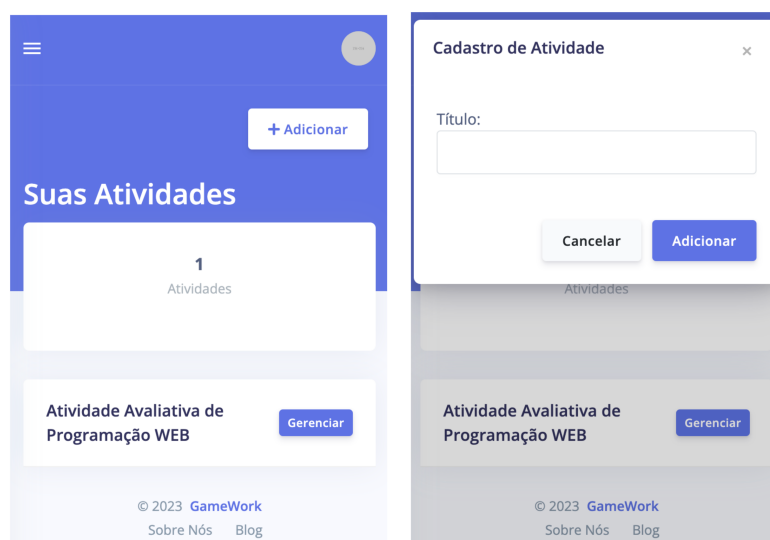 + Adicionar
Suas Atividades
1
Atividades
Atividade Avaliativa de
Programação WEB
Gerenciar
© 2023 GameWork
Sobre Nós Blog
Cadastro de Atividade ×
Título:
Cancelar Adicionar
Atividades
Atividade Avaliativa de
Programação WEB
Gerenciar
© 2023 GameWork
Sobre Nós Blog